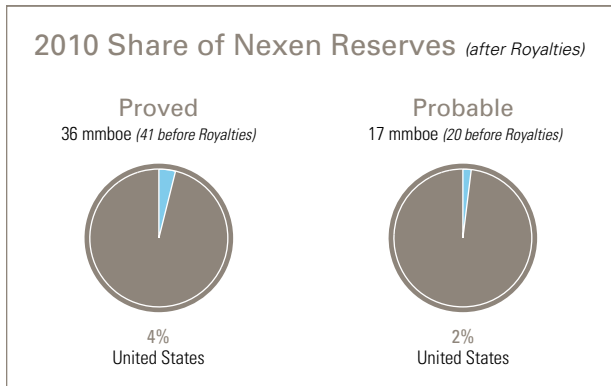 2010 Share of Nexen Reserves (after Royalties)
Proved
36 mmboe (41 before Royalties)
4%
United States
Probable
17 mmboe (20 before Royalties)
2%
United States